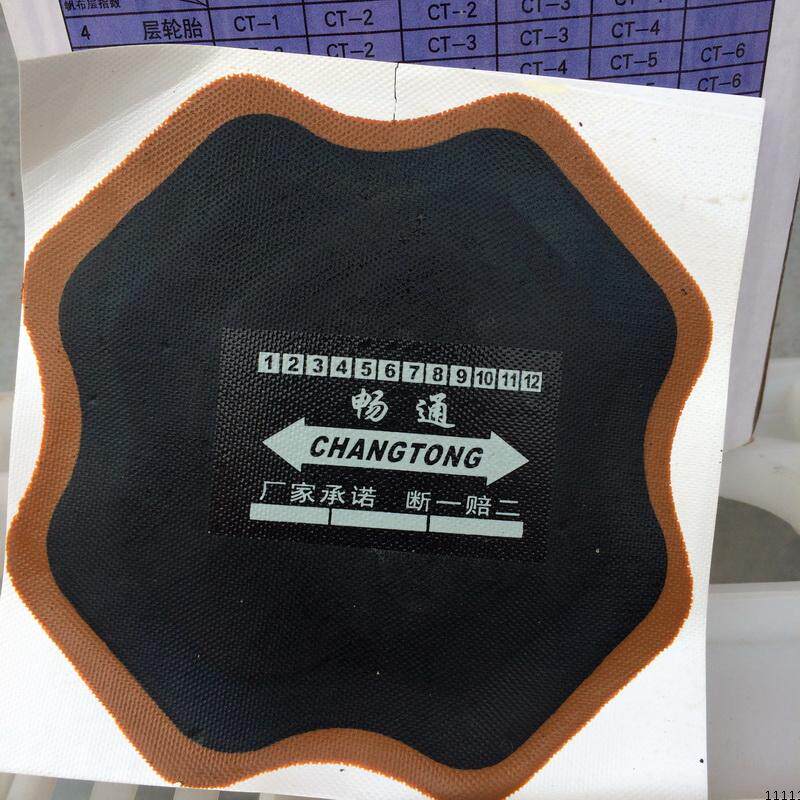 帆布层指数
4 层轮胎 CT-1 CT-2 CT-2 CT-3 CT-3
CT-2 CT-3 CT-3 CT-4
CT-4 CT-5 CT-6
CT-6
1 2 3 4 5 6 7 8 9 10 11 12
畅通
CHANGTONG
厂家承诺 断一赔二